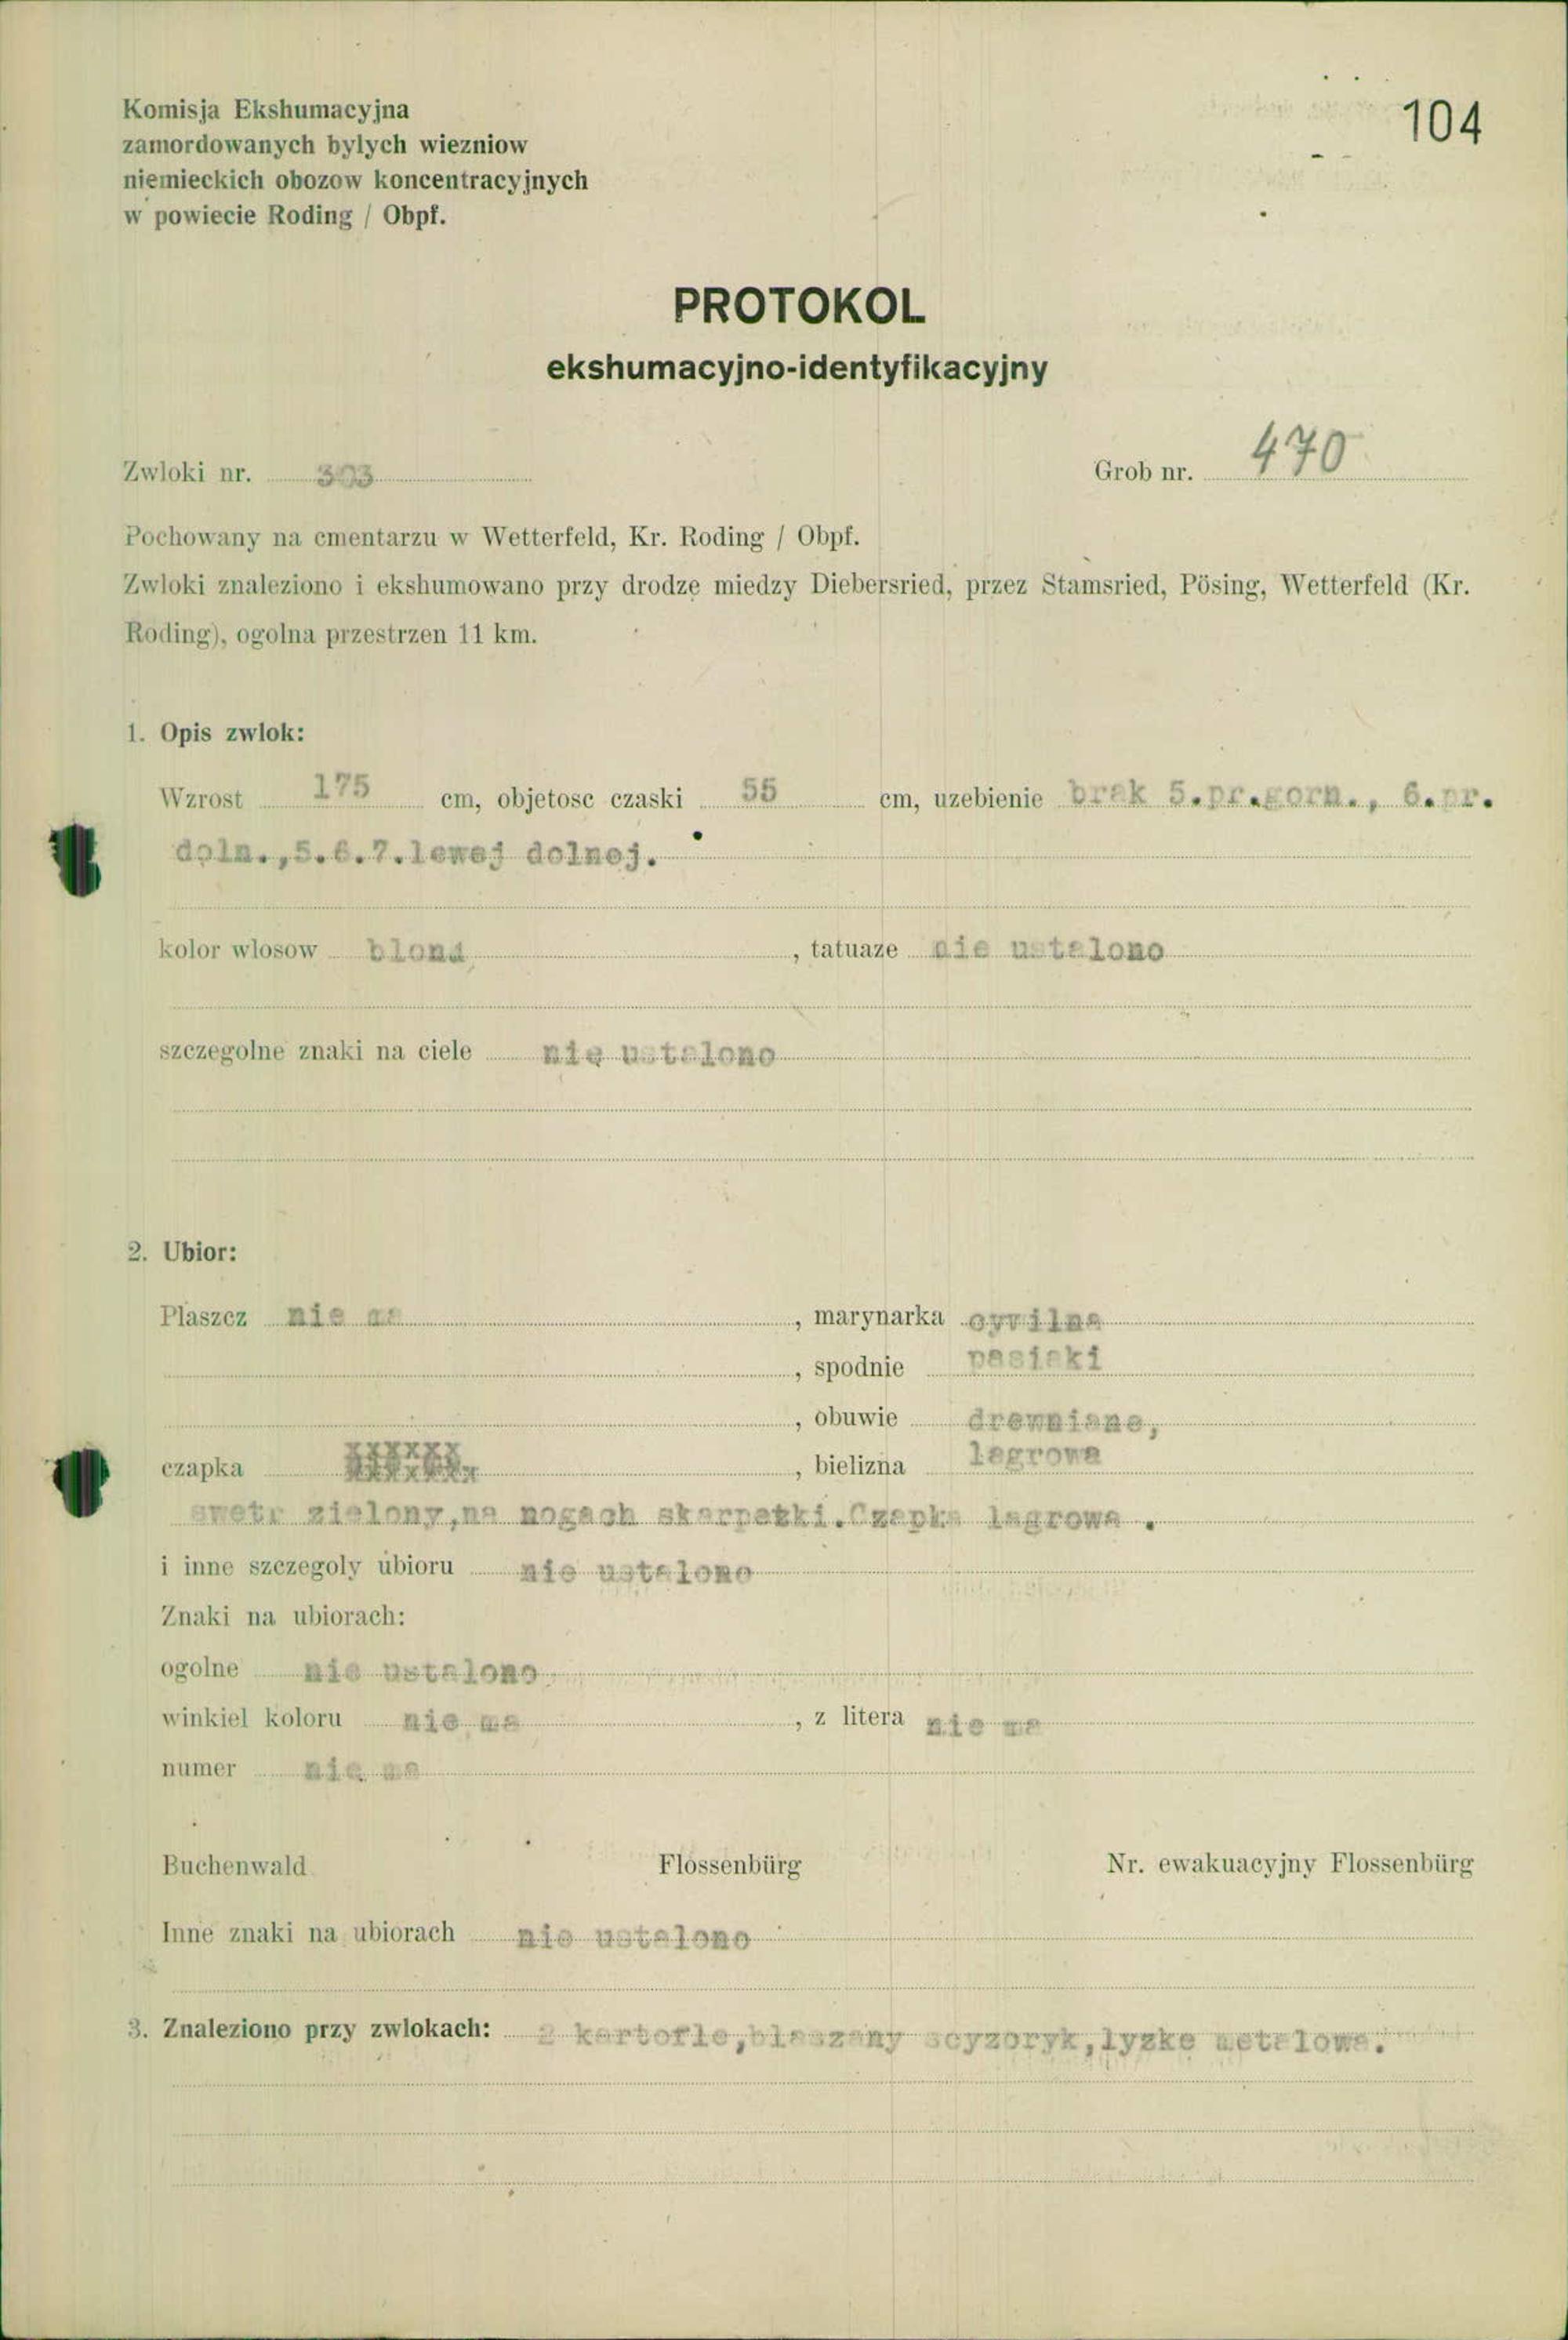 Komisja Ekshumacyjna
zamordowanych bylych wiezniow
niemieckich obozow koncentracyjnych
w powiecie Roding / Obpf.
104
PROTOKOL
ekshumacyjno-identyfikacyjny
Zwloki nr. Grob nr. 470
Pochowany na cmentarzu w Wetterfeld, Kr. Roding / Obpf.
Zwloki znaleziono i ekshumowano przy drodze miedzy Diebersried, przez Stamsried, Pösing, Wetterfeld (Kr.
Roding), ogolna przestrzen 11 km.
1. Opis zwlok:
Wzrost 175 cm, objetosc czaski 55 cm, uzebienie brak 5.pr.gorn., 6.pr.
doln.,5.6.7.lewej dolnej.
kolor wlosow blond , tatuaze nie ustalono
szczegolne znaki na ciele nie ustalono
2. Ubior:
Plaszcz nie ma , marynarka cywilna
, spodnie pasiaki
, obuwie drewniane,
czapka , bielizna lagrowa
swetr zielony,na nogach skarpetki.Czapka lagrowa .
i inne szczegoly ubioru nie ustalono
Znaki na ubiorach:
ogolne nie ustalono
winkiel koloru nie ma , z litera nie ma
numer nie ma
Buchenwald Flossenbürg Nr. ewakuacyjny Flossenbürg
Inne znaki na ubiorach nie ustalono
3. Znaleziono przy zwlokach: 2 kartofle,blaszany scyzoryk,lyzke metalowa.